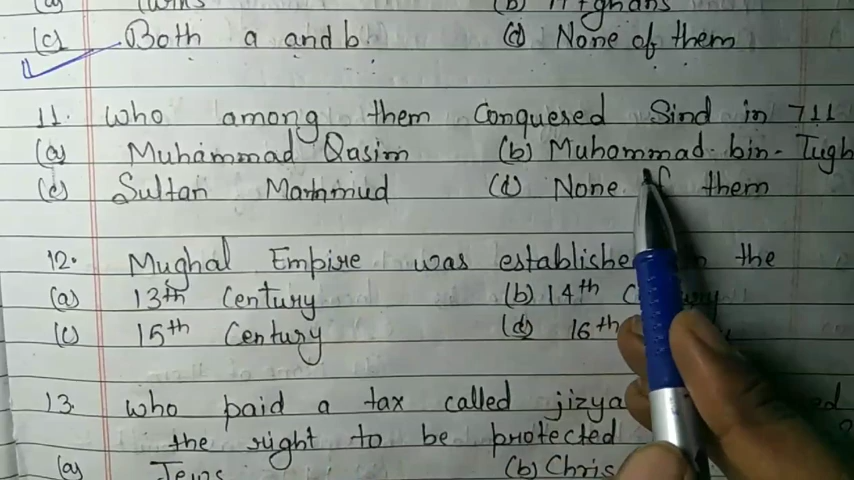 (b) Afghans
(c) Both a and b. (d) None of them
11. Who among them Conquered Sind in 711
(a) Muhammad Qasim (b) Muhammad-bin-Tugh
(c) Sultan Mahmud (d) None of them
12. Mughal Empire was established the
(a) 13th Century (b) 14th
(c) 15th Century (d) 16th
13. who paid a tax called jizya
the right to be protected
(a) Jews (b) Chris